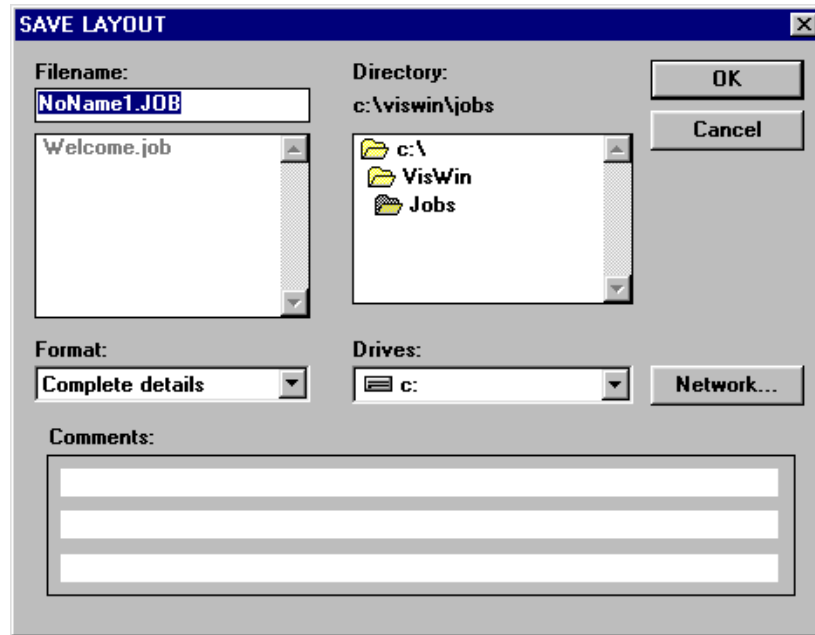 SAVE LAYOUT
Filename:
NoName1.JOB
Welcome.job
Directory:
c:\viswin\jobs
c:\
VisWin
Jobs
OK
Cancel
Format:
Complete details
Drives:
c:
Network...
Comments: